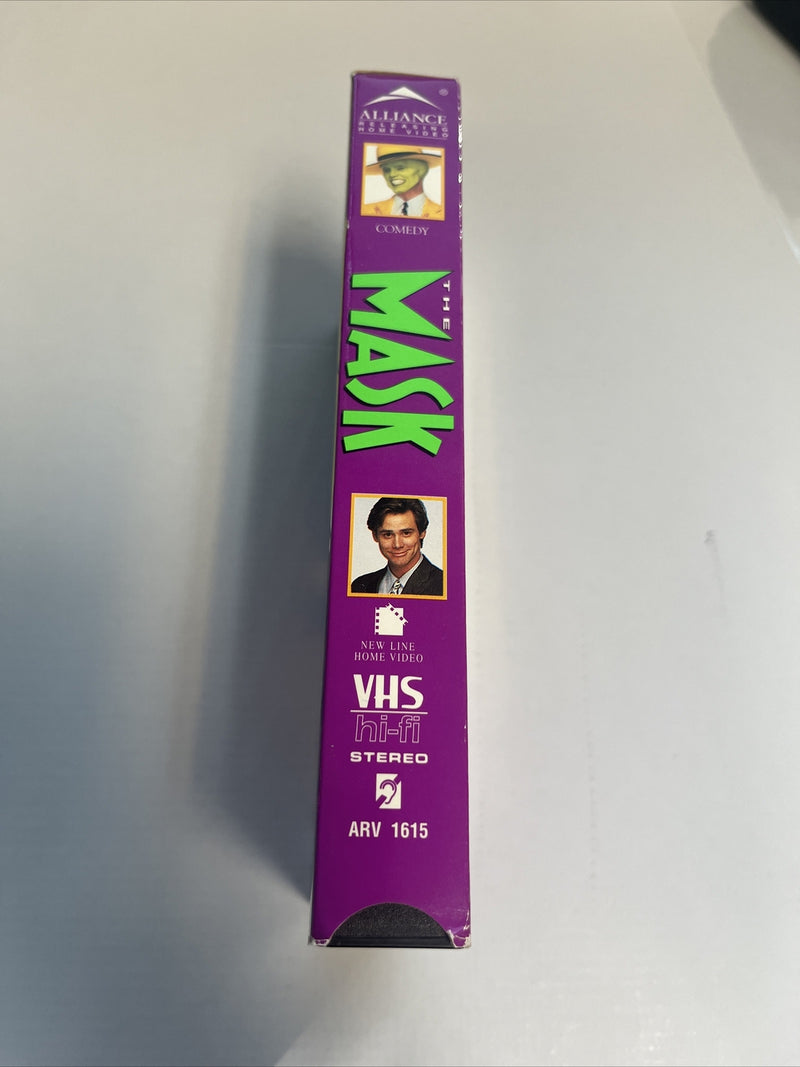 ®
ALLIANCE
RELEASING
HOME VIDEO
COMEDY
THE
MASK
NEW LINE
HOME VIDEO
VHS
hi-fi
STEREO
ARV 1615